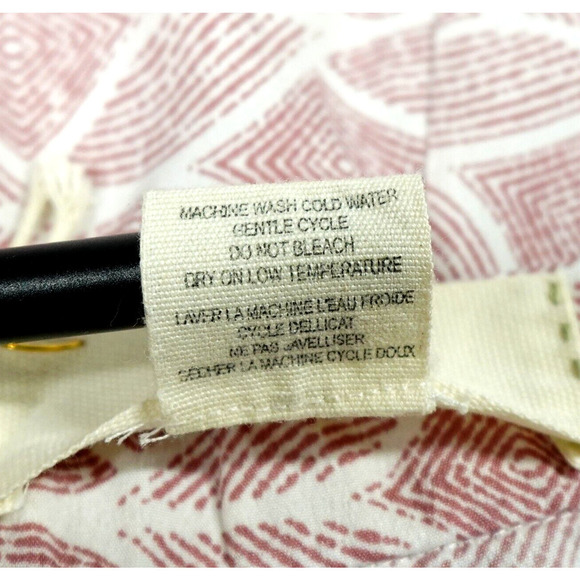 MACHINE WASH COLD WATER
GENTLE CYCLE
DO NOT BLEACH
DRY ON LOW TEMPERATURE
LAVER LA MACHINE L'EAU FROIDE
CYCLE DELLICAT
NE PAS JAVELLISER
SECHER LA MACHINE CYCLE DOUX